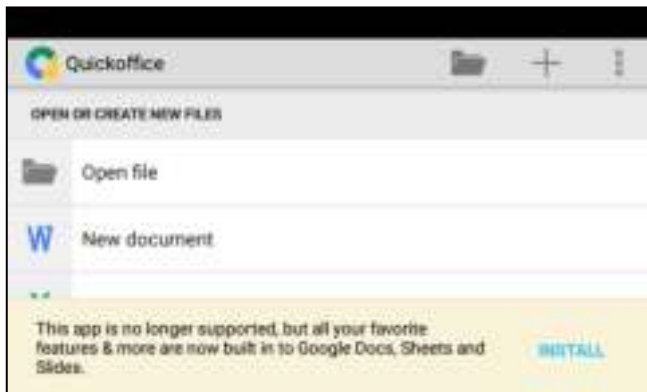 Quickoffice
OPEN OR CREATE NEW FILES
Open file
W New document
This app is no longer supported, but all your favorite
features & more are now built in to Google Docs, Sheets and
Slides.
INSTALL